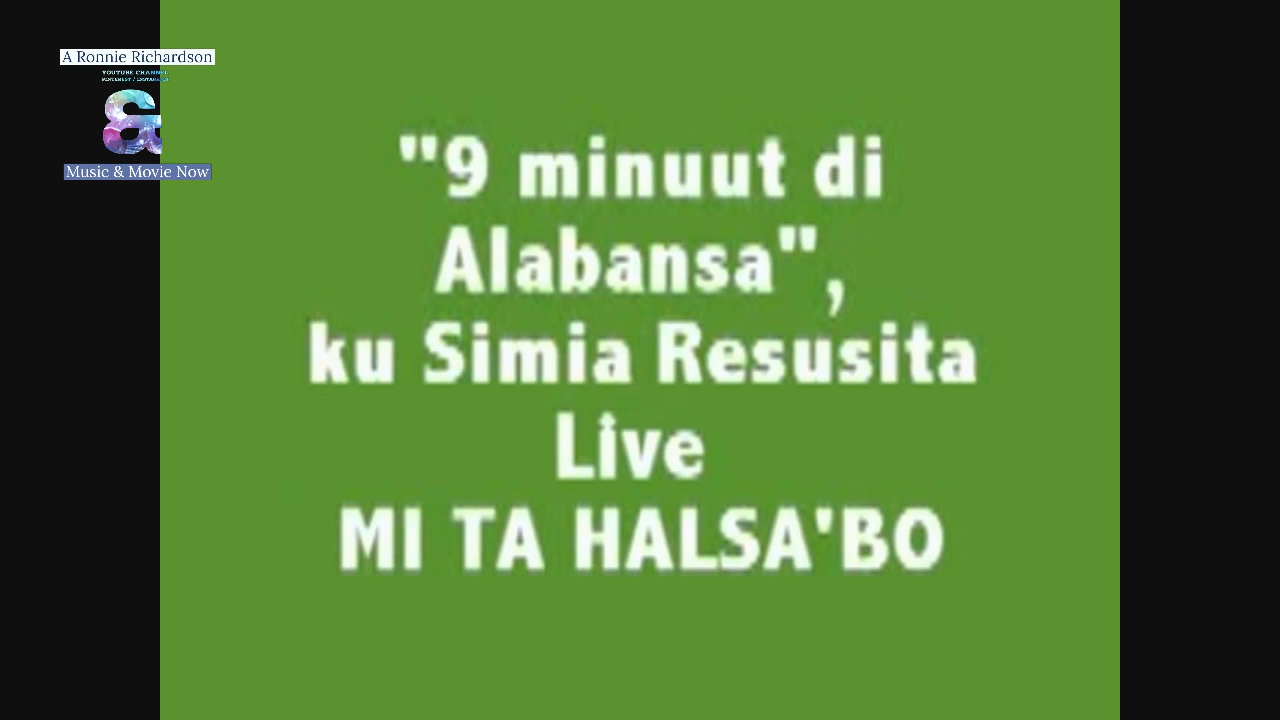 A Ronnie Richardson
YOUTUBE CHANNEL
&
Music & Movie Now
"9 minuut di
Alabansa",
ku Simia Resusita
Live
MI TA HALSA'BO